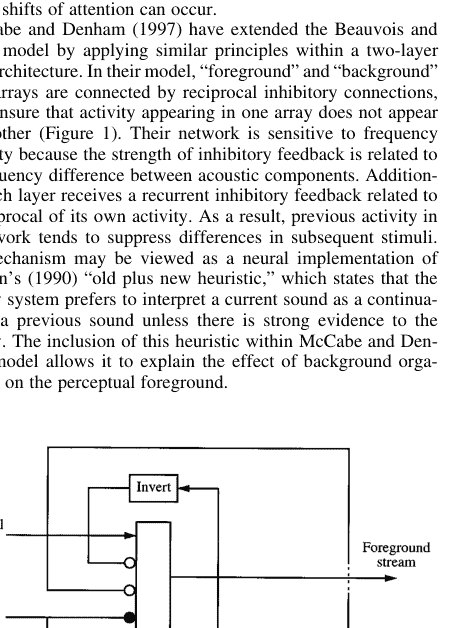 shifts of attention can occur.
abe and Denham (1997) have extended the Beauvois and
model by applying similar principles within a two-layer
rchitecture. In their model, “foreground” and “background”
rrays are connected by reciprocal inhibitory connections,
nsure that activity appearing in one array does not appear
other (Figure 1). Their network is sensitive to frequency
ty because the strength of inhibitory feedback is related to
uency difference between acoustic components. Addition-
ch layer receives a recurrent inhibitory feedback related to
procal of its own activity. As a result, previous activity in
work tends to suppress differences in subsequent stimuli.
echanism may be viewed as a neural implementation of
n’s (1990) “old plus new heuristic,” which states that the
y system prefers to interpret a current sound as a continua-
a previous sound unless there is strong evidence to the
y. The inclusion of this heuristic within McCabe and Den-
model allows it to explain the effect of background orga-
on the perceptual foreground.
Invert
Foreground
stream